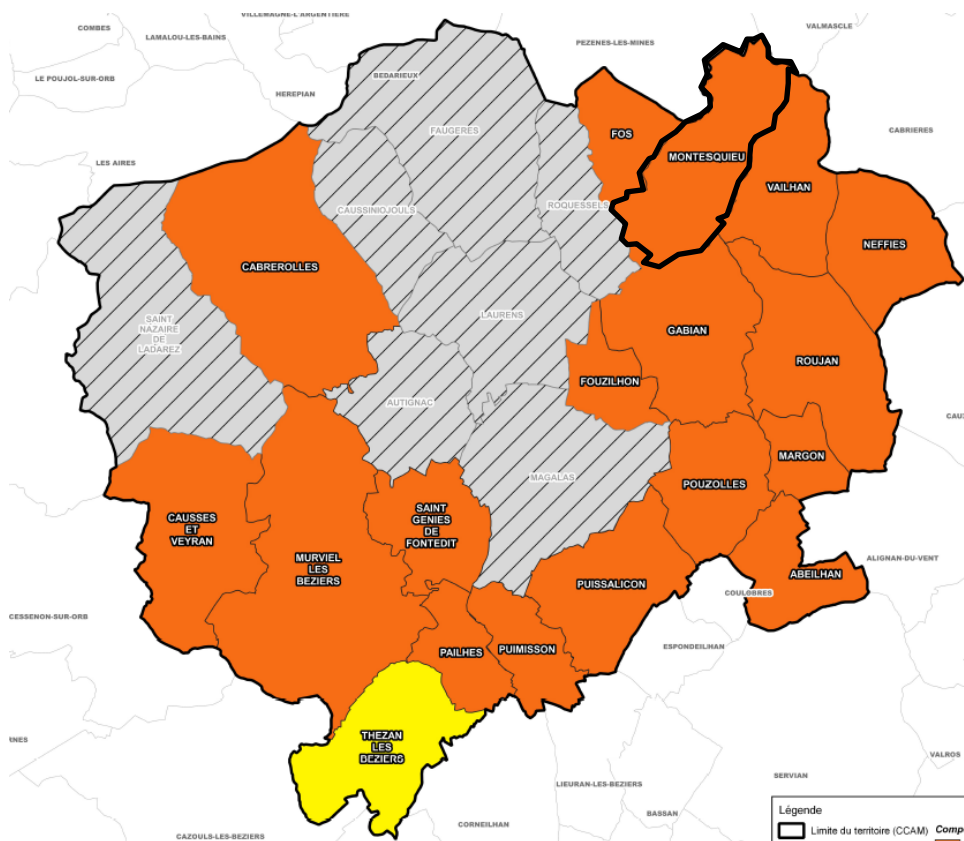 VILLEMAGNE-L'ARGENTIERE
COMBES
LAMALOU-LES-BAINS
VALMASCLE
PEZENES-LES-MINES
LE POUJOL-SUR-ORB
BEDARIEUX
HEREPIAN
FAUGERES
FOS
CABRIERES
LES AIRES
MONTESQUIEU
VAILHAN
ROQUESSELS
CAUSSINIOJOULS
NEFFIES
CABREROLLES
SAINT
NAZAIRE
DE
LADAREZ
LAURENS
GABIAN
ROUJAN
FOUZILHON
AUTIGNAC
MARGON
MAGALAS
POUZOLLES
CAUSSES
ET
VEYRAN
SAINT
GENIES
DE
FONTEDIT
MURVIEL
LES
BEZIERS
ALIGNAN-DU-VENT
ABEILHAN
PUISSALICON
COULOBRES
CESSENON-SUR-ORB
ESPONDEILHAN
PAILHES
PUIMISSON
THEZAN
LES
BEZIERS
VALROS
SERVIAN
LIEURAN-LES-BEZIERS
BASSAN
CORNEILHAN
CAZOULS-LES-BEZIERS
Légende
Limite du territoire (CCAM)